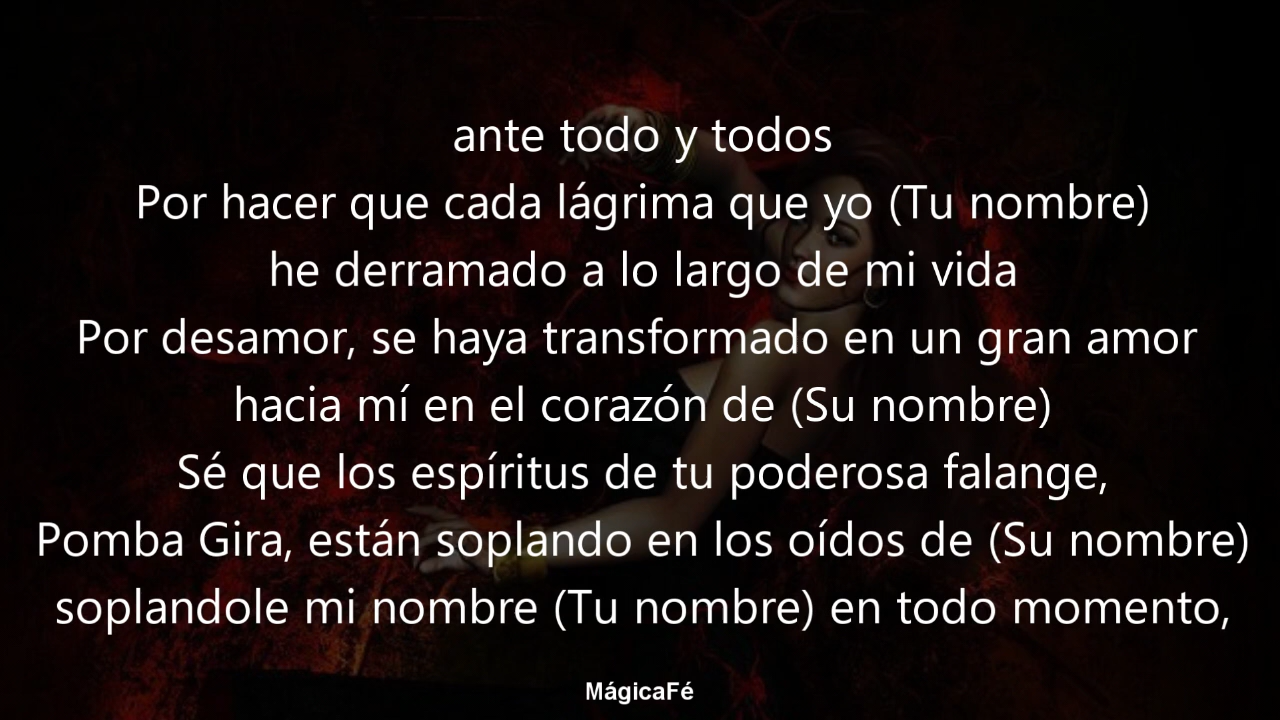 ante todo y todos
Por hacer que cada lágrima que yo (Tu nombre)
he derramado a lo largo de mi vida
Por desamor, se haya transformado en un gran amor
hacia mí en el corazón de (Su nombre)
Sé que los espíritus de tu poderosa falange,
Pomba Gira, están soplando en los oídos de (Su nombre)
soplandole mi nombre (Tu nombre) en todo momento,
MágicaFé